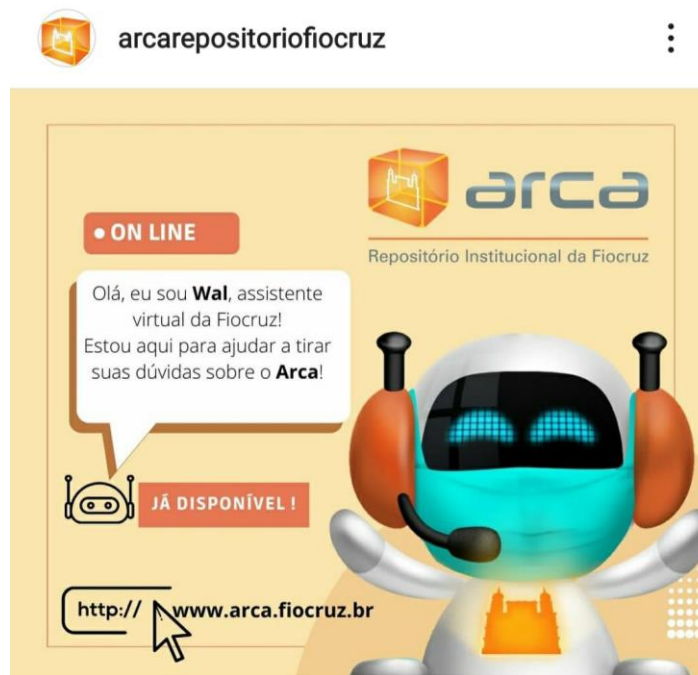 arcarepositoriofiocruz
arca
Repositório Institucional da Fiocruz
• ON LINE
Olá, eu sou Wal, assistente
virtual da Fiocruz!
Estou aqui para ajudar a tirar
suas dúvidas sobre o Arca!
JÁ DISPONÍVEL !
http:// www.arca.fiocruz.br